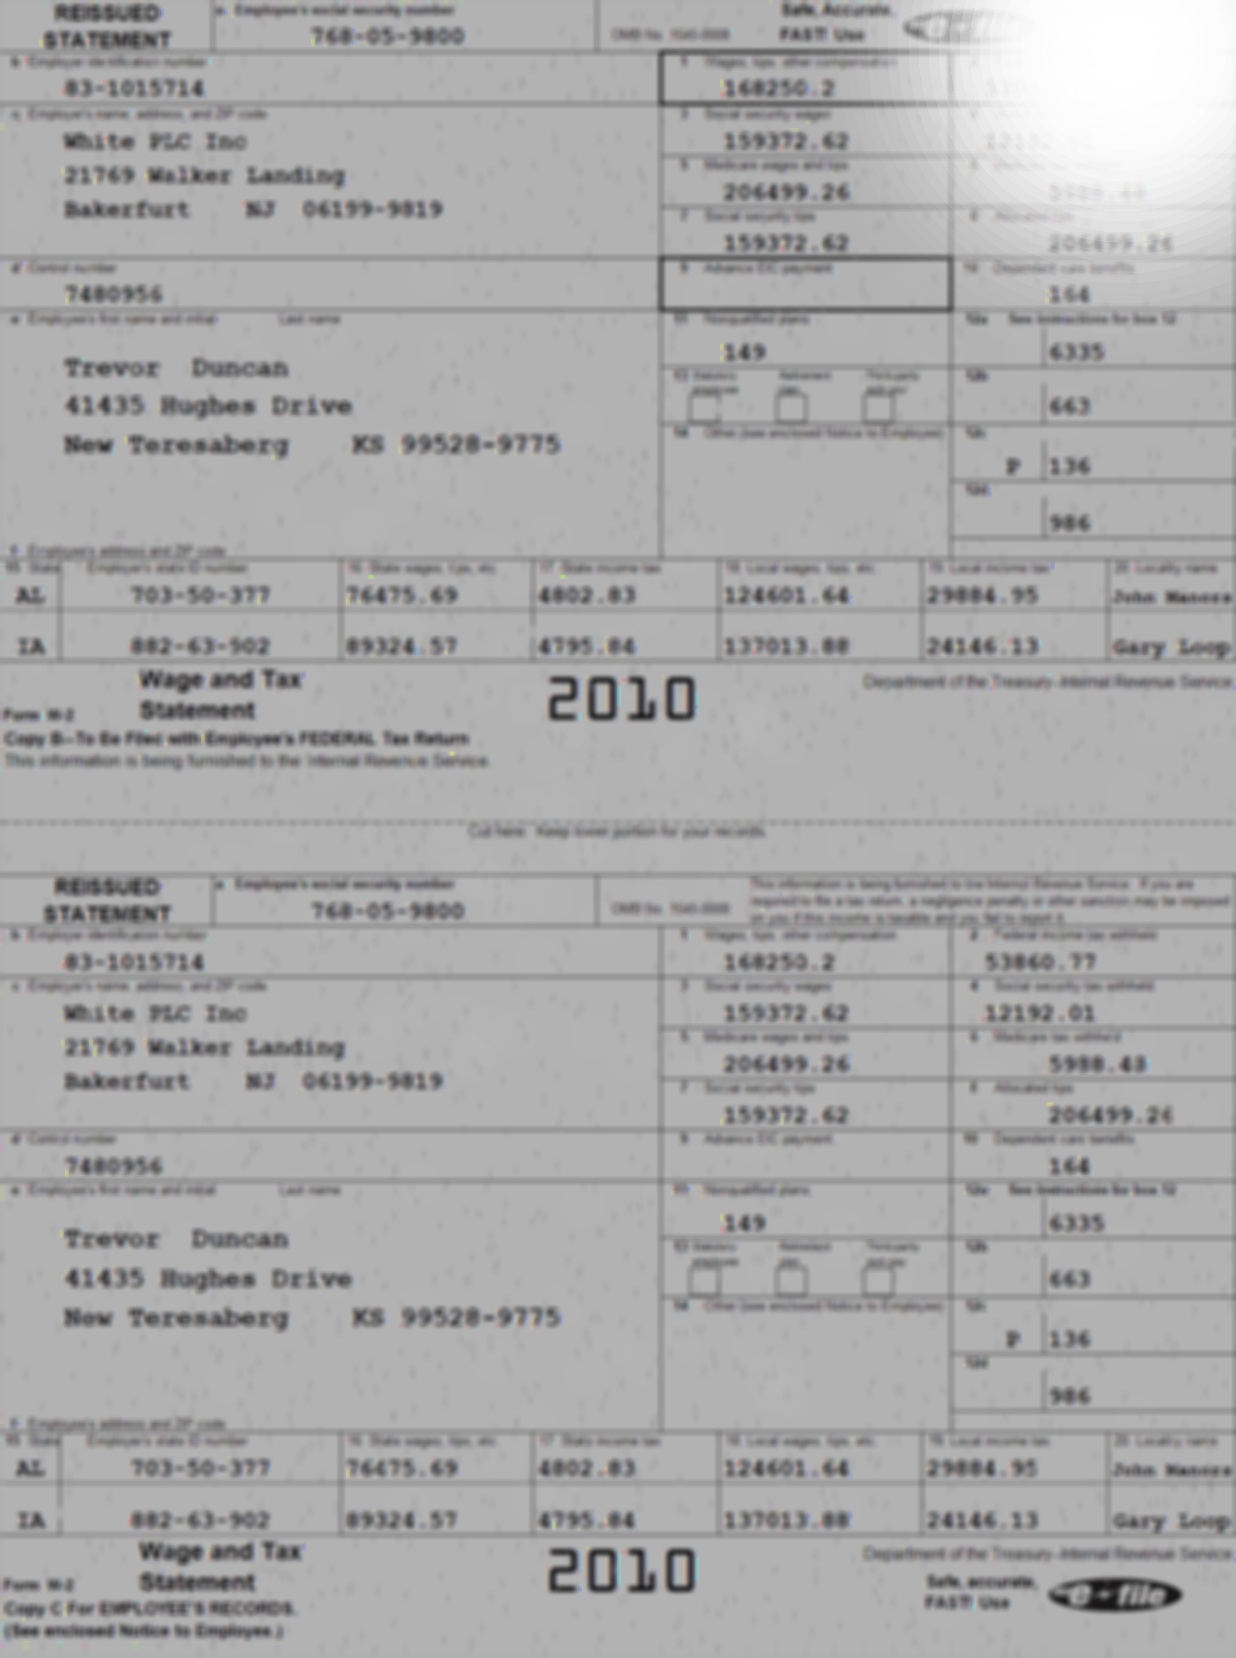 REISSUED STATEMENT
a Employee's social security number
768-05-9800
OMB No. 1545-0008
Safe, Accurate, FAST! Use
b Employer identification number
83-1015714
1 Wages, tips, other compensation
168250.2
c Employer's name, address, and ZIP code
White PLC Inc
21769 Walker Landing
Bakerfurt NJ 06199-9819
3 Social security wages
159372.62
5 Medicare wages and tips
206499.26
5988.48
7 Social security tips
159372.62
206499.26
d Control number
7480956
9 Advance EIC payment
10 Dependent care benefits
164
e Employee's first name and initial Last name
Trevor Duncan
41435 Hughes Drive
New Teresaberg KS 99528-9775
11 Nonqualified plans
149
12a See instructions for box 12
6335
13 Statutory employee Retirement plan Third-party sick pay
12b
663
14 Other (see enclosed Notice to Employee)
12c
P 136
12d
986
f Employee's address and ZIP code
15 State Employer's state ID number 16 State wages, tips, etc. 17 State income tax 18 Local wages, tips, etc. 19 Local income tax 20 Locality name
AL 703-50-377 76475.69 4802.83 124601.64 29884.95 John Manors
IA 882-63-902 89324.57 4795.84 137013.88 24146.13 Gary Loop
Form W-2 Wage and Tax Statement
2010
Department of the Treasury-Internal Revenue Service
Copy B--To Be Filed with Employee's FEDERAL Tax Return
This information is being furnished to the Internal Revenue Service.
Cut here - Keep lower portion for your records
REISSUED STATEMENT
a Employee's social security number
768-05-9800
OMB No. 1545-0008
This information is being furnished to the Internal Revenue Service. If you are
required to file a tax return, a negligence penalty or other sanction may be imposed
on you if this income is taxable and you fail to report it.
b Employer identification number
83-1015714
1 Wages, tips, other compensation
168250.2
2 Federal income tax withheld
53860.77
c Employer's name, address, and ZIP code
White PLC Inc
21769 Walker Landing
Bakerfurt NJ 06199-9819
3 Social security wages
159372.62
4 Social security tax withheld
12192.01
5 Medicare wages and tips
206499.26
6 Medicare tax withheld
5988.48
7 Social security tips
159372.62
8 Allocated tips
206499.26
d Control number
7480956
9 Advance EIC payment
10 Dependent care benefits
164
e Employee's first name and initial Last name
Trevor Duncan
41435 Hughes Drive
New Teresaberg KS 99528-9775
11 Nonqualified plans
149
12a See instructions for box 12
6335
13 Statutory employee Retirement plan Third-party sick pay
12b
663
14 Other (see enclosed Notice to Employee)
12c
P 136
12d
986
f Employee's address and ZIP code
15 State Employer's state ID number 16 State wages, tips, etc. 17 State income tax 18 Local wages, tips, etc. 19 Local income tax 20 Locality name
AL 703-50-377 76475.69 4802.83 124601.64 29884.95 John Manors
IA 882-63-902 89324.57 4795.84 137013.88 24146.13 Gary Loop
Form W-2 Wage and Tax Statement
2010
Department of the Treasury-Internal Revenue Service
Copy C For EMPLOYEE'S RECORDS.
(See enclosed Notice to Employee.)
Safe, accurate, FAST! Use
e-file